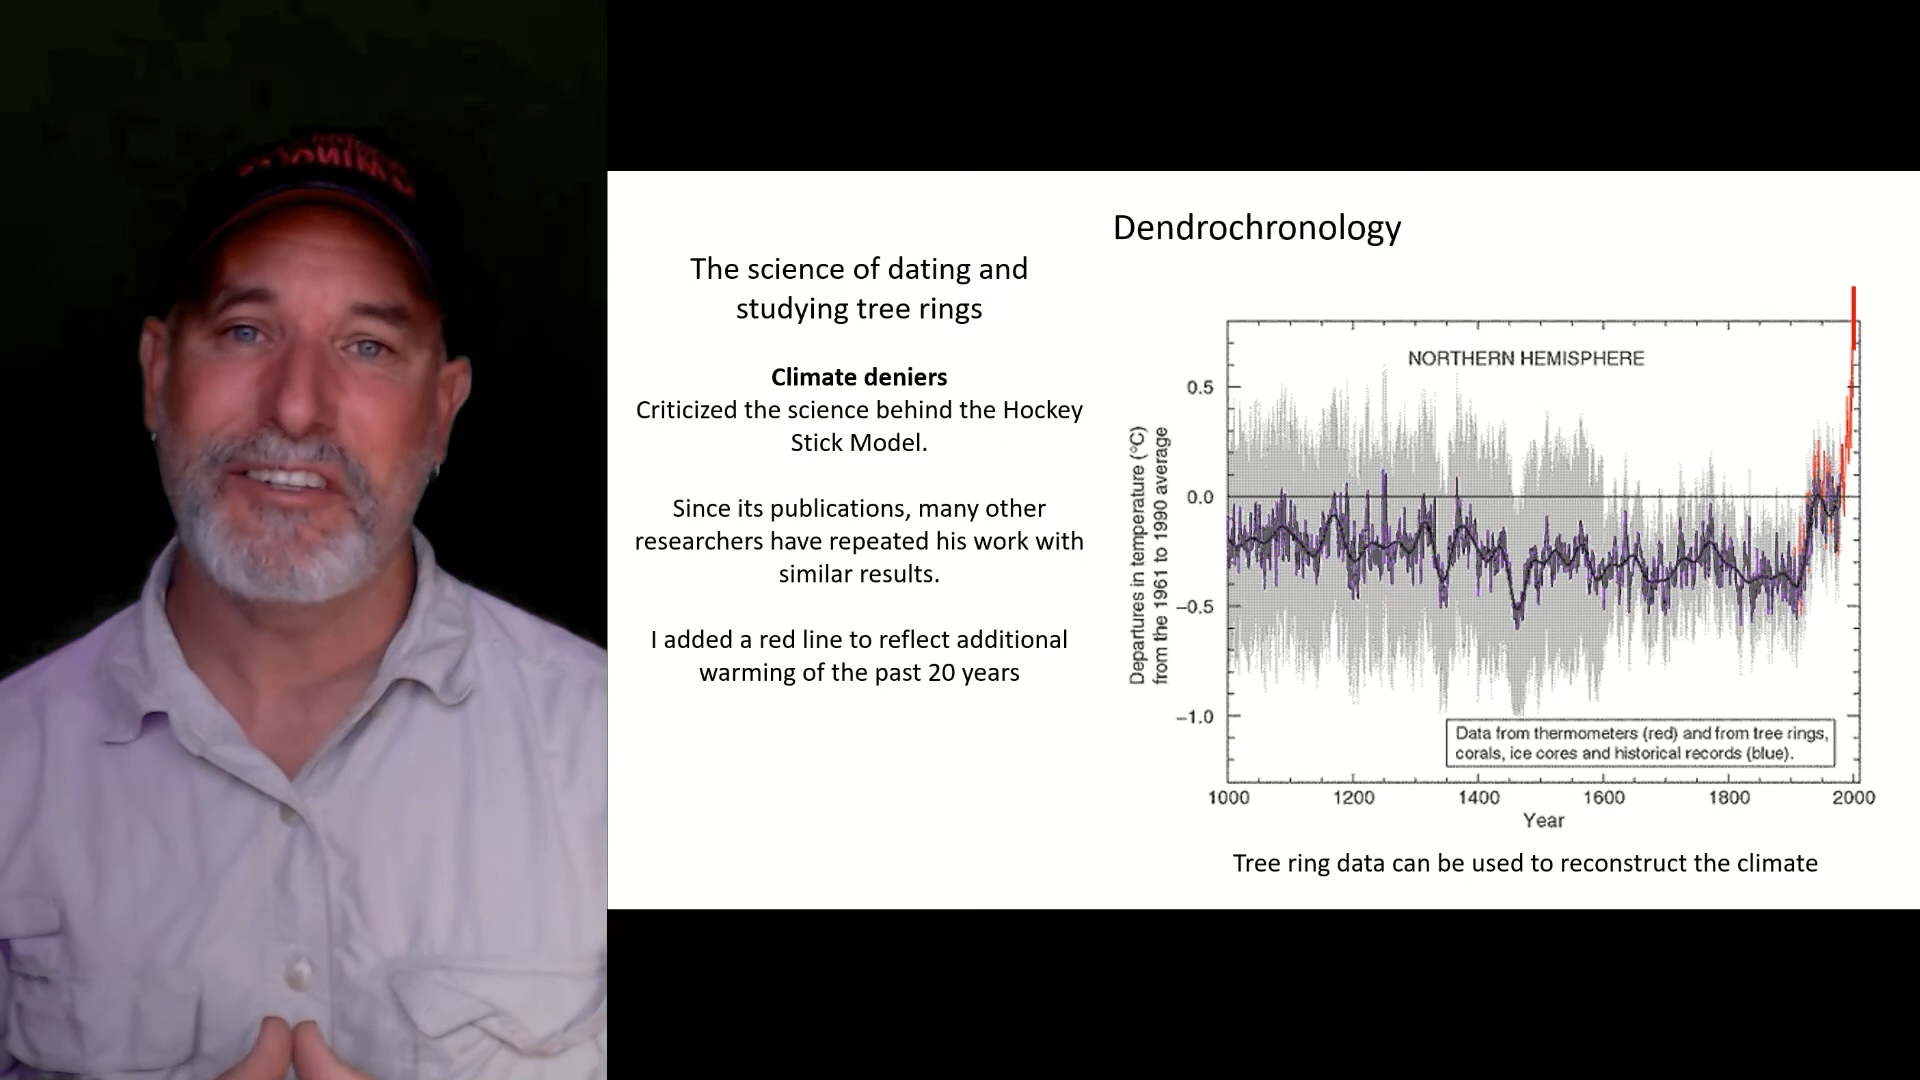 Dendrochronology
The science of dating and
studying tree rings
Climate deniers
Criticized the science behind the Hockey
Stick Model.
Since its publications, many other
researchers have repeated his work with
similar results.
I added a red line to reflect additional
warming of the past 20 years
NORTHERN HEMISPHERE
Departures in temperature (°C)
from the 1961 to 1990 average
0.5
0.0
−0.5
−1.0
Data from thermometers (red) and from tree rings,
corals, ice cores and historical records (blue).
1000 1200 1400 1600 1800 2000
Year
Tree ring data can be used to reconstruct the climate